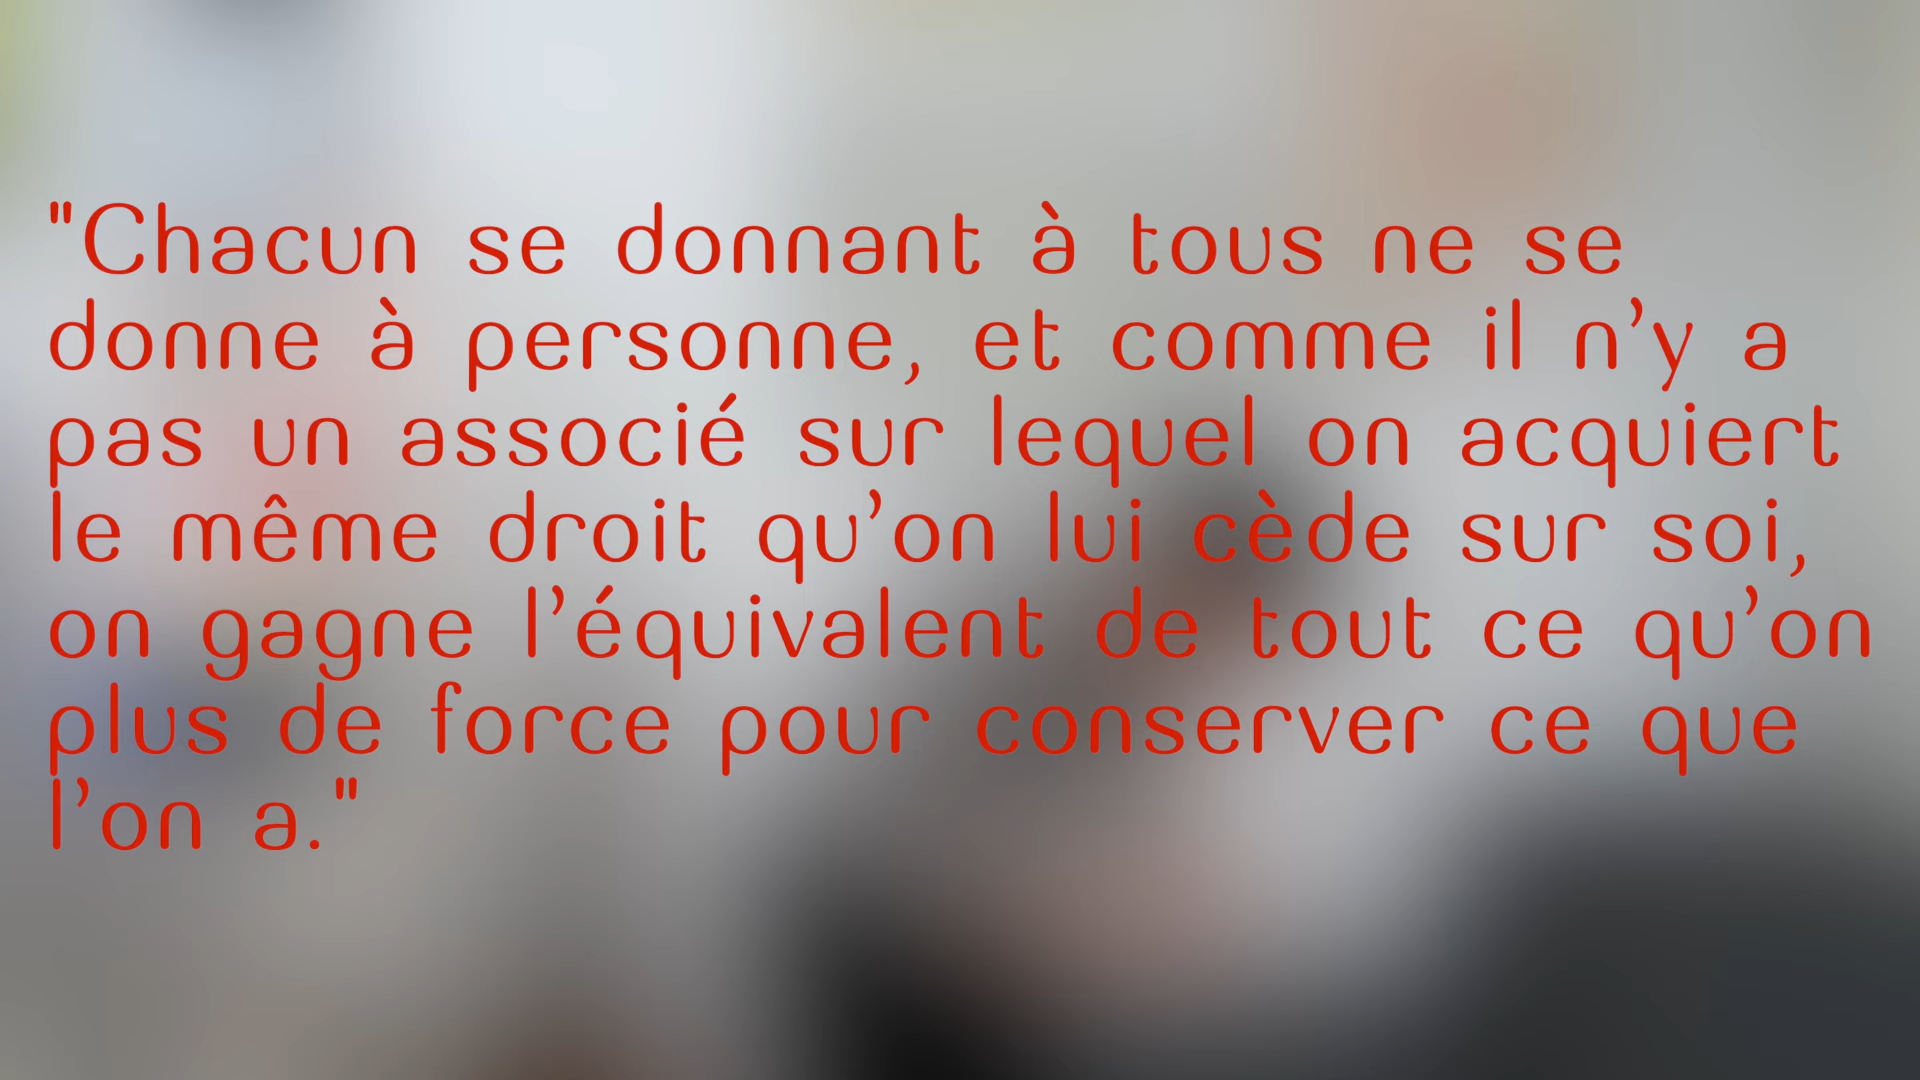 "Chacun se donnant à tous ne se
donne à personne, et comme il n’y a
pas un associé sur lequel on acquiert
le même droit qu’on lui cède sur soi,
on gagne l’équivalent de tout ce qu’on
plus de force pour conserver ce que
l’on a."